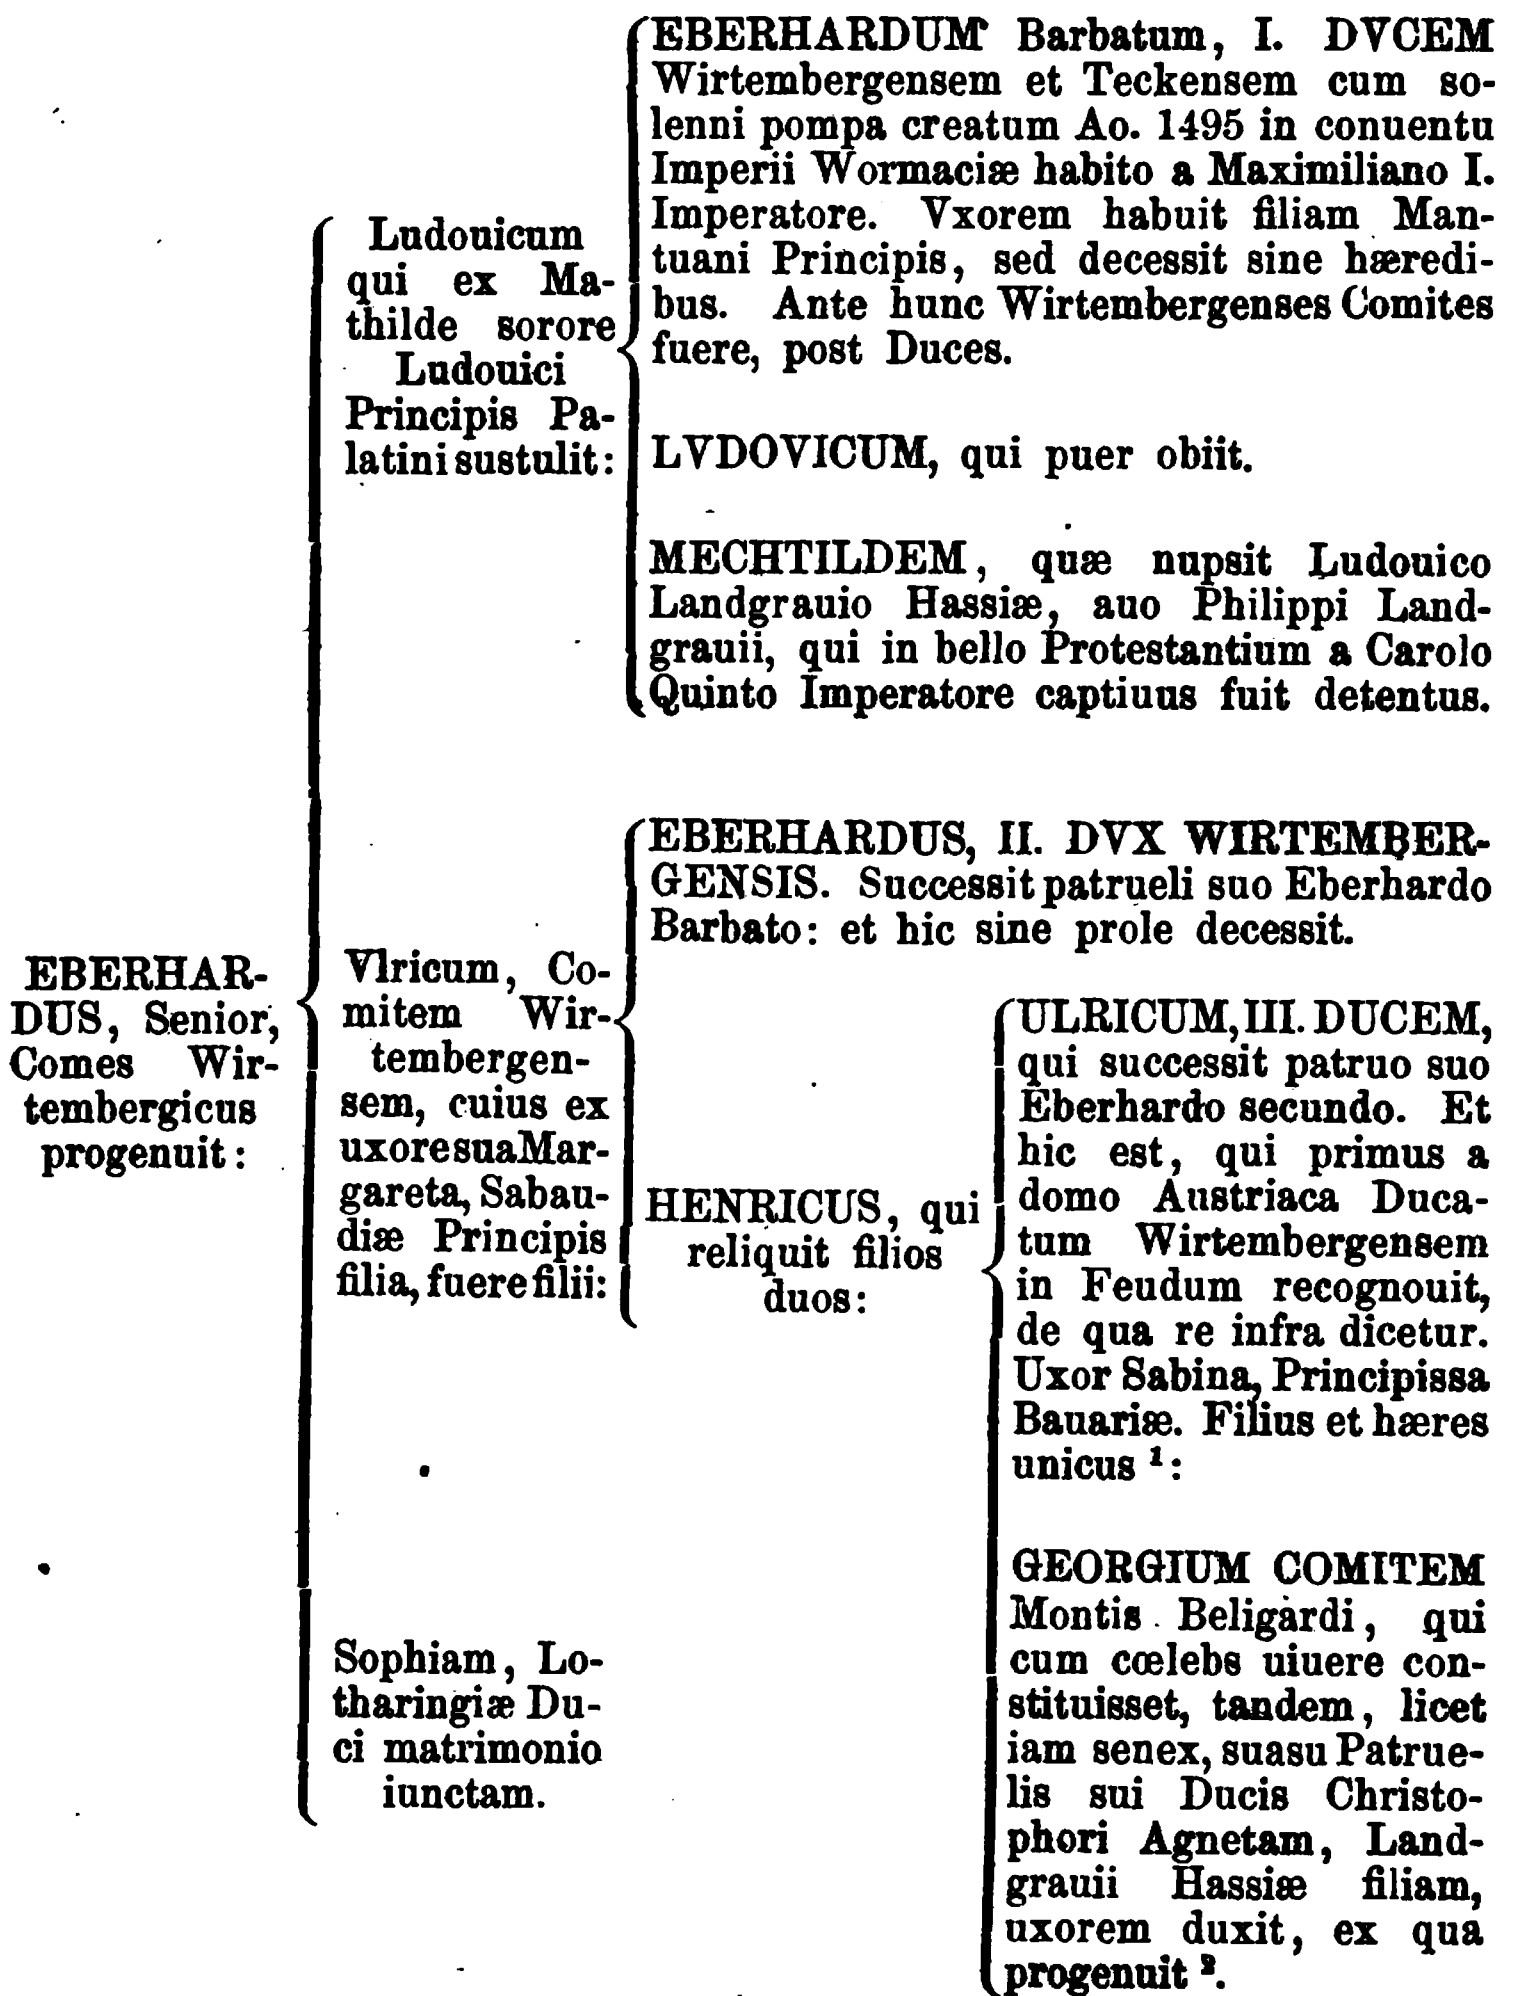 EBERHAR-
DUS, Senior,
Comes Wir-
tembergicus
progenuit:
Ludouicum
qui ex Ma-
thilde sorore
Ludouici
Principis Pa-
latini sustulit:
EBERHARDUM Barbatum, I. DVCEM
Wirtembergensem et Teckensem cum so-
lenni pompa creatum Ao. 1495 in conuentu
Imperii Wormaciæ habito a Maximiliano I.
Imperatore. Vxorem habuit filiam Man-
tuani Principis, sed decessit sine hæredi-
bus. Ante hunc Wirtembergenses Comites
fuere, post Duces.
LVDOVICUM, qui puer obiit.
MECHTILDEM, quæ nupsit Ludouico
Landgrauio Hassiæ, auo Philippi Land-
grauii, qui in bello Protestantium a Carolo
Quinto Imperatore captiuus fuit detentus.
Vlricum, Co-
mitem Wir-
tembergen-
sem, cuius ex
uxore sua Mar-
gareta, Sabau-
diæ Principis
filia, fuere filii:
EBERHARDUS, II. DVX WIRTEMBER-
GENSIS. Successit patrueli suo Eberhardo
Barbato: et hic sine prole decessit.
HENRICUS, qui
reliquit filios
duos:
ULRICUM, III. DUCEM,
qui successit patruo suo
Eberhardo secundo. Et
hic est, qui primus a
domo Austriaca Duca-
tum Wirtembergensem
in Feudum recognouit,
de qua re infra dicetur.
Uxor Sabina, Principissa
Bauariæ. Filius et hæres
unicus ¹:
GEORGIUM COMITEM
Montis Beligardi, qui
cum cœlebs uiuere con-
stituisset, tandem, licet
iam senex, suasu Patrue-
lis sui Ducis Christo-
phori Agnetam, Land-
grauii Hassiæ filiam,
uxorem duxit, ex qua
progenuit ².
Sophiam, Lo-
tharingiæ Du-
ci matrimonio
iunctam.